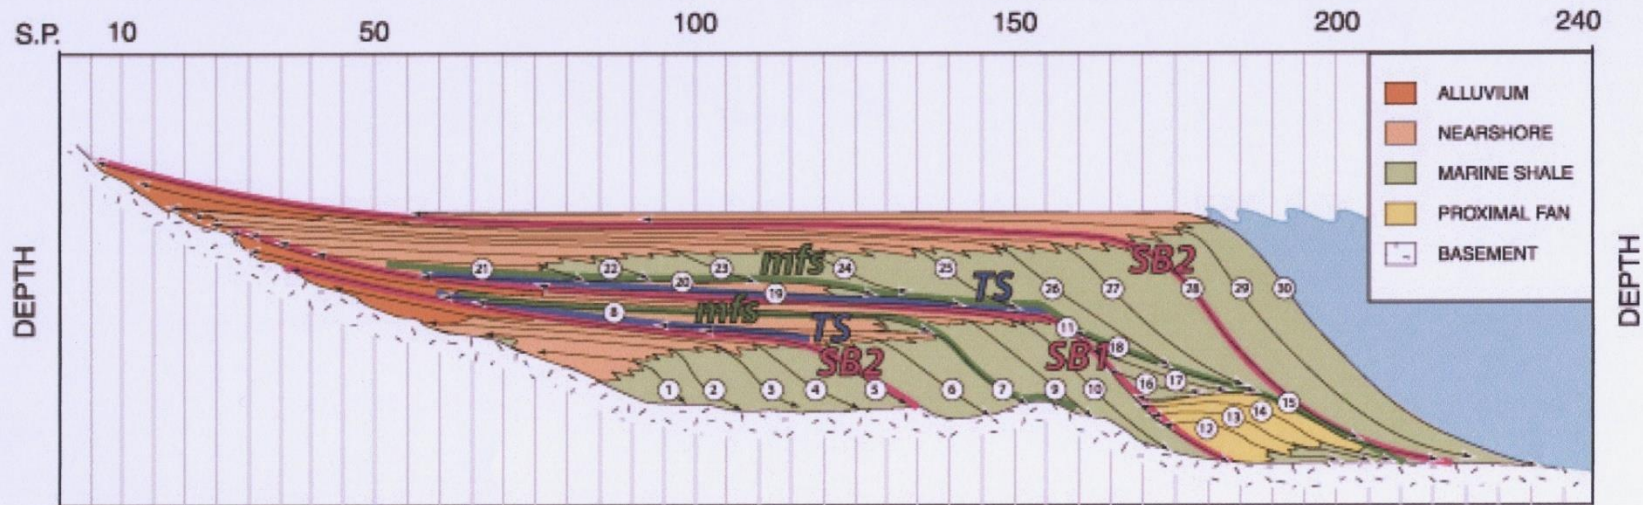 S.P. 10 50 100 150 200 240
ALLUVIUM
NEARSHORE
MARINE SHALE
PROXIMAL FAN
BASEMENT
DEPTH
DEPTH
mfs
SB2
21 22 23 24 25
20 19
TS
26 27 28 29 30
8
mfs
TS
11
SB2
SB1
18
1 2 3 4 5 6 7 9 10
16 17
15
12 13 14